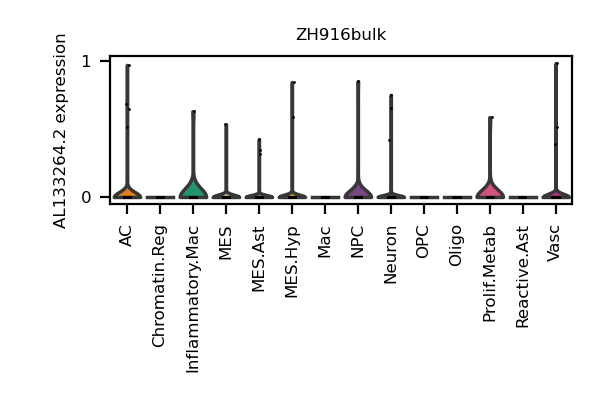 ZH916bulk
AL133264.2 expression
1
0
AC
Chromatin.Reg
Inflammatory.Mac
MES
MES.Ast
MES.Hyp
Mac
NPC
Neuron
OPC
Oligo
Prolif.Metab
Reactive.Ast
Vasc